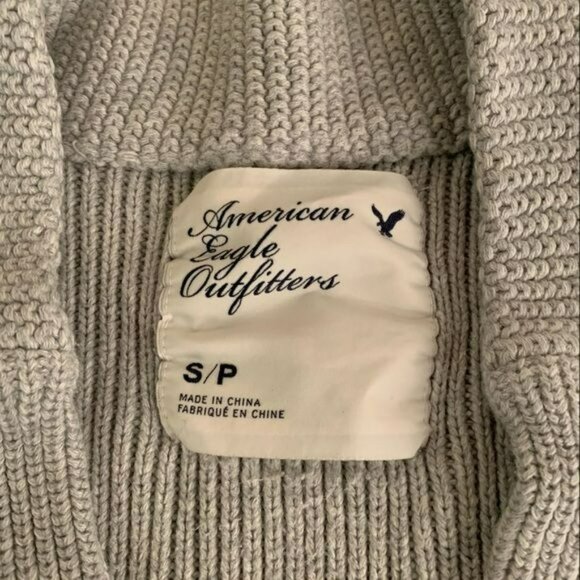 American
Eagle
Outfitters
S/P
MADE IN CHINA
FABRIQUÉ EN CHINE